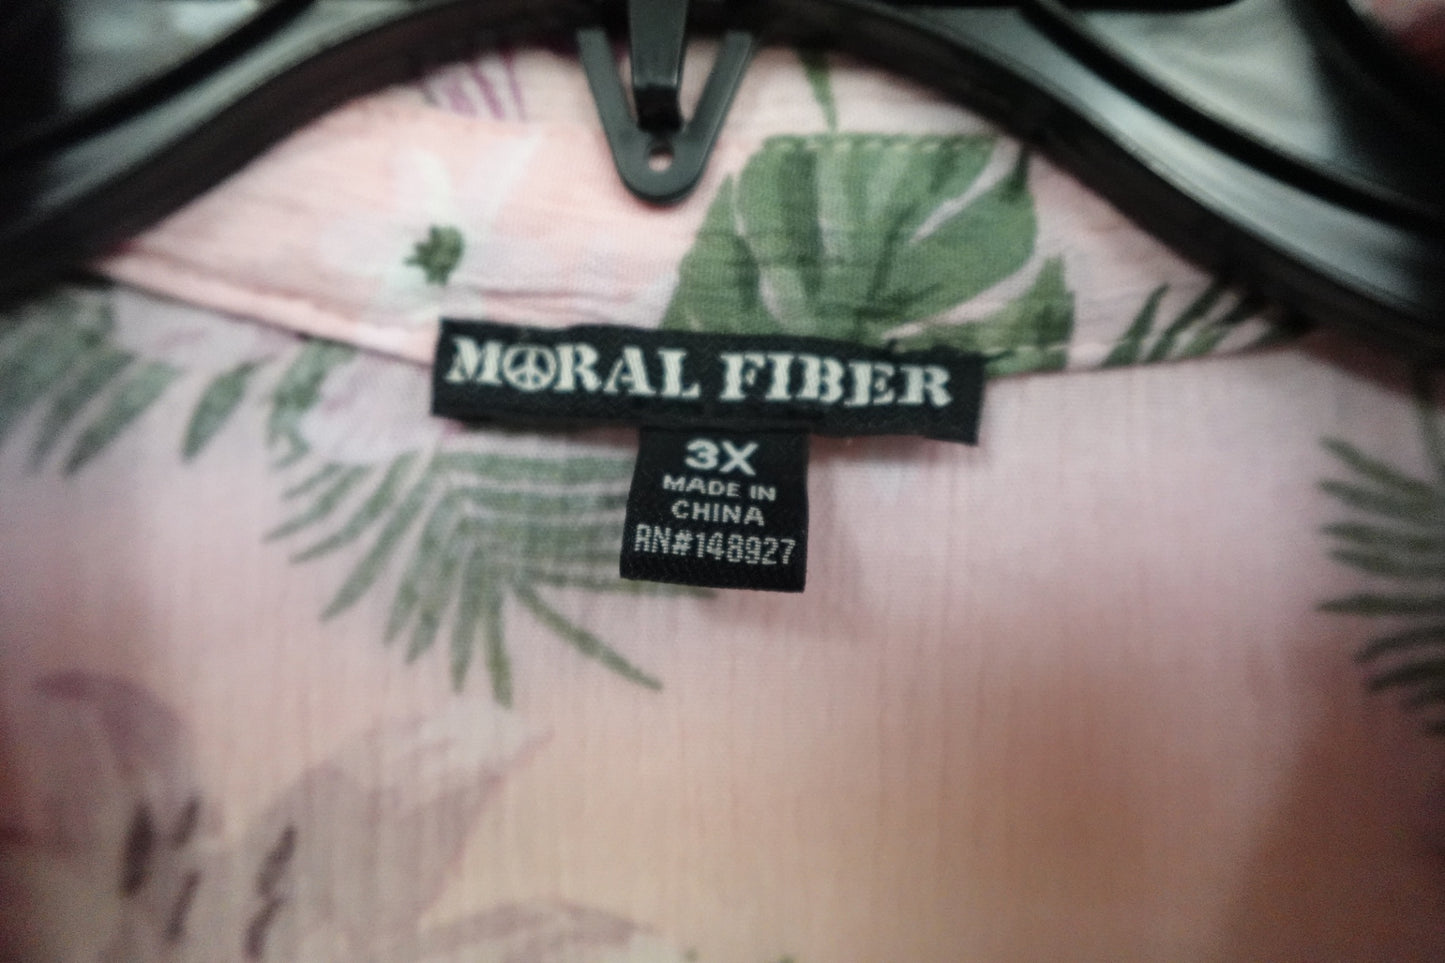 MORAL FIBER
3X
MADE IN
CHINA
RN#148927